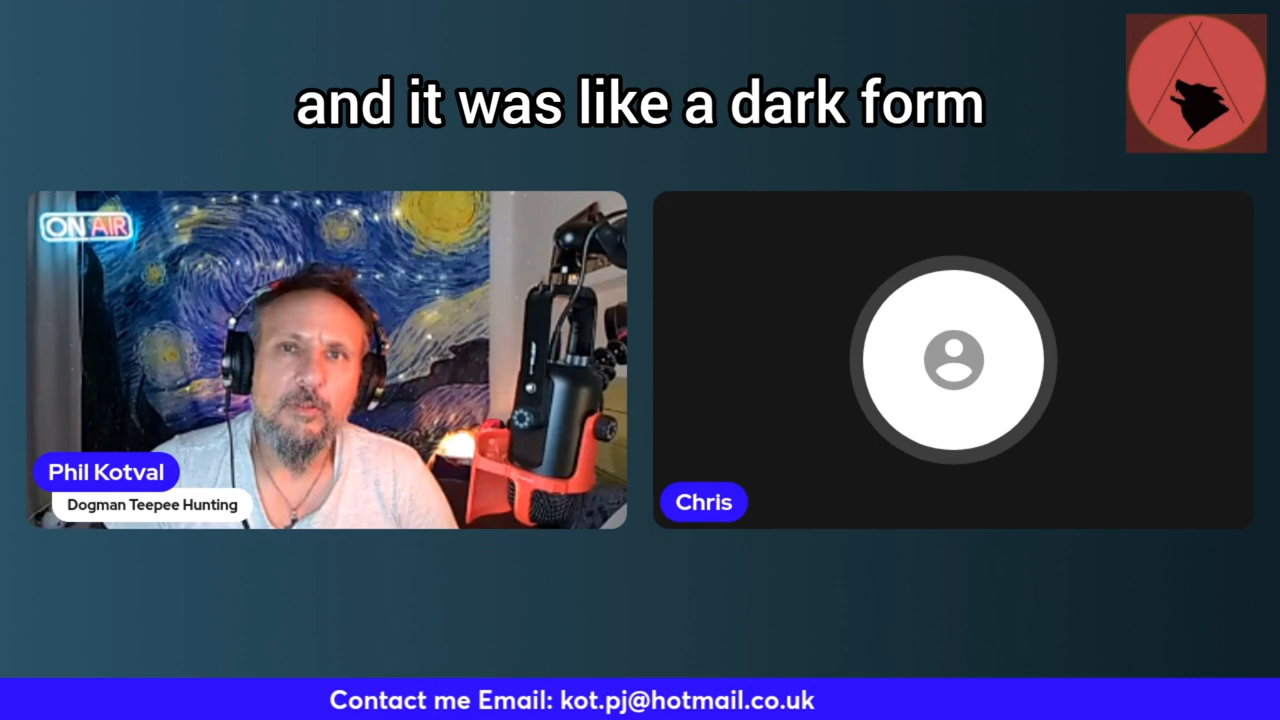 and it was like a dark form
ON AIR
Phil Kotval
Dogman Teepee Hunting
Chris
Contact me Email: kot.pj@hotmail.co.uk